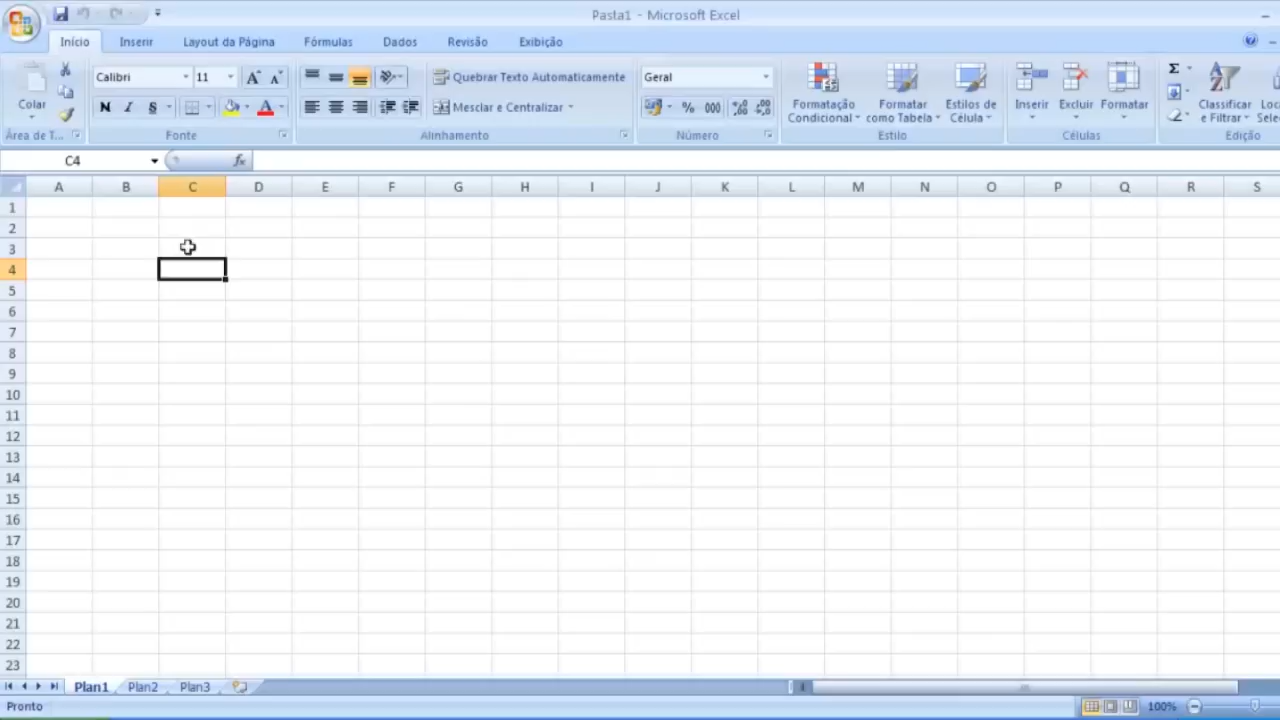 Pasta1 - Microsoft Excel
Início Inserir Layout da Página Fórmulas Dados Revisão Exibição
Calibri 11 Quebrar Texto Automaticamente Geral
Colar N I S Mesclar e Centralizar % 000 Formatação Condicional Formatar como Tabela Estilos de Célula Inserir Excluir Formatar Σ Classificar e Filtrar
Área de T... Fonte Alinhamento Número Estilo Células Edição
C4 fx
A B C D E F G H I J K L M N O P Q R S
1
2
3
4
5
6
7
8
9
10
11
12
13
14
15
16
17
18
19
20
21
22
23
Plan1 Plan2 Plan3
Pronto 100%